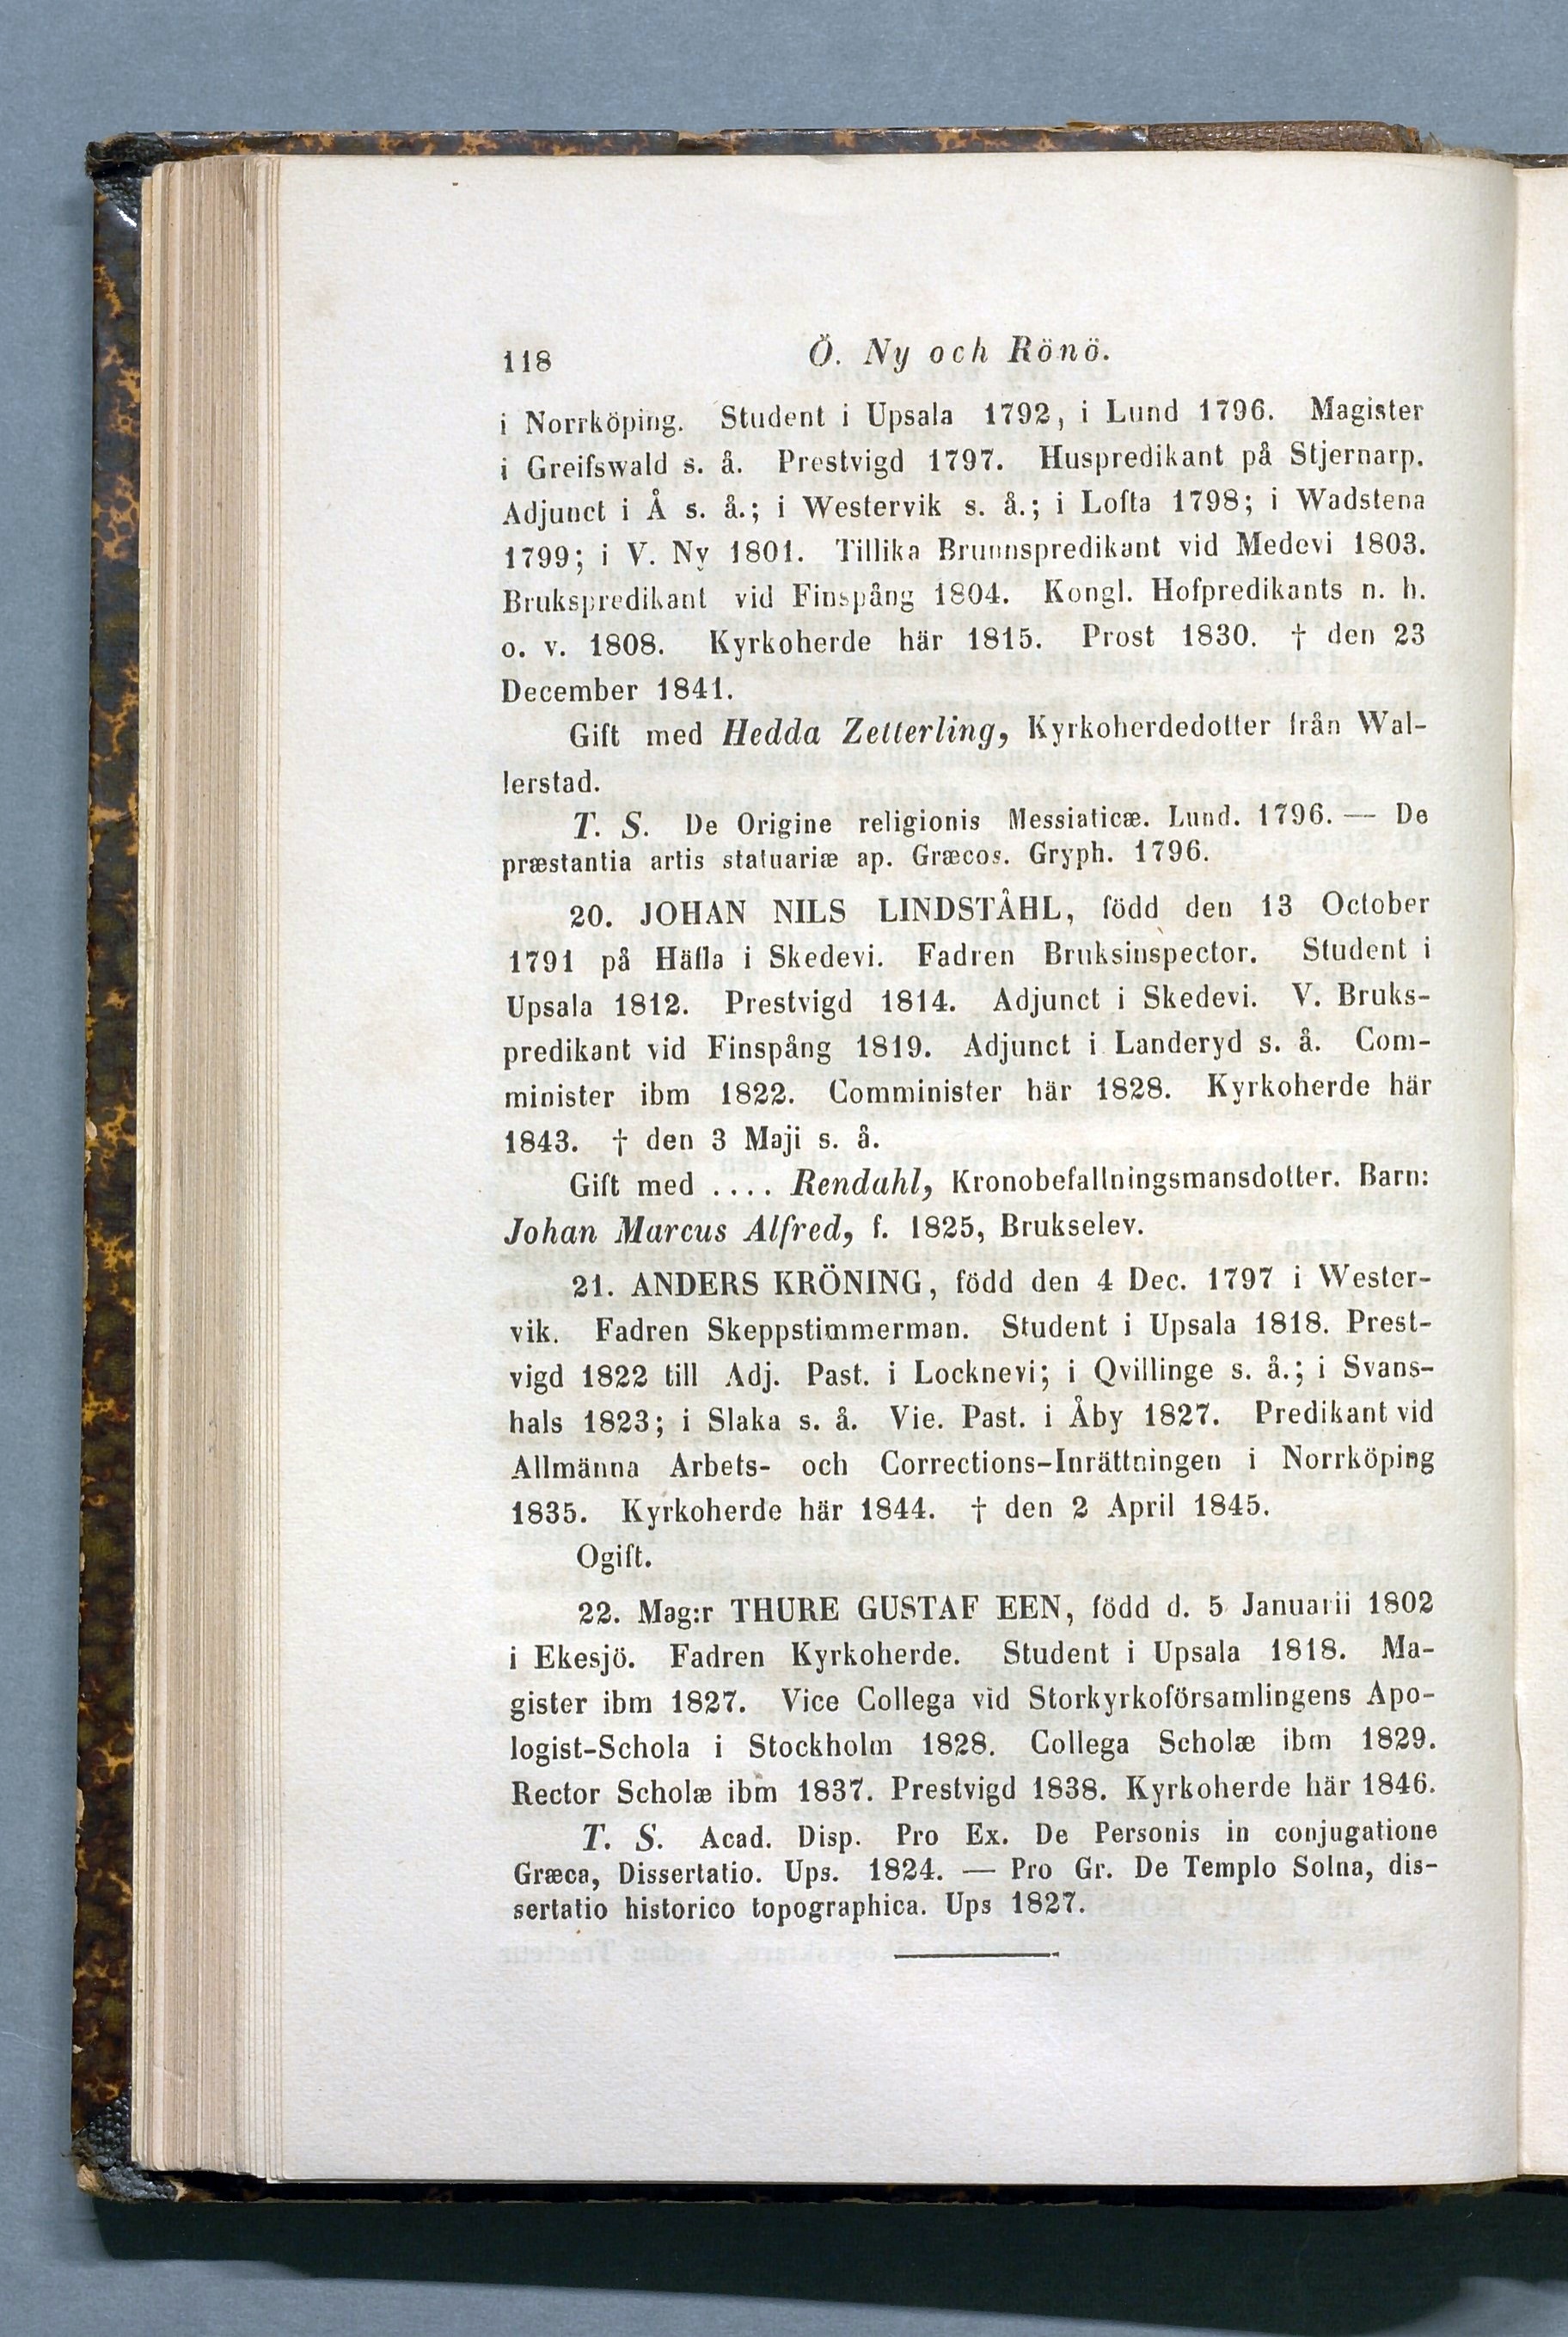 118 Ö. Ny och Rönö.
i Norrköping. Student i Upsala 1792, i Lund 1796. Magister
i Greifswald s. å. Prestvigd 1797. Huspredikant på Stjernarp.
Adjunct i Å s. å.; i Westervik s. å.; i Lofta 1798; i Wadstena
1799; i V. Ny 1801. Tillika Brunnspredikant vid Medevi 1803.
Brukspredikant vid Finspång 1804. Kongl. Hofpredikants n. h.
o. v. 1808. Kyrkoherde här 1815. Prost 1830. † den 23
December 1841.
Gift med Hedda Zetterling, Kyrkoherdedotter från Wal-
lerstad.
T. S. De Origine religionis Messiaticæ. Lund. 1796. — De
præstantia artis statuariæ ap. Græcos. Gryph. 1796.
20. JOHAN NILS LINDSTÅHL, född den 13 October
1791 på Häfla i Skedevi. Fadren Bruksinspector. Student i
Upsala 1812. Prestvigd 1814. Adjunct i Skedevi. V. Bruks-
predikant vid Finspång 1819. Adjunct i Landeryd s. å. Com-
minister ibm 1822. Comminister här 1828. Kyrkoherde här
1843. † den 3 Maji s. å.
Gift med .... Rendahl, Kronobefallningsmansdotter. Barn:
Johan Marcus Alfred, f. 1825, Brukselev.
21. ANDERS KRÖNING, född den 4 Dec. 1797 i Wester-
vik. Fadren Skeppstimmerman. Student i Upsala 1818. Prest-
vigd 1822 till Adj. Past. i Locknevi; i Qvillinge s. å.; i Svans-
hals 1823; i Slaka s. å. Vie. Past. i Åby 1827. Predikant vid
Allmänna Arbets- och Corrections-Inrättningen i Norrköping
1835. Kyrkoherde här 1844. † den 2 April 1845.
Ogift.
22. Mag:r THURE GUSTAF EEN, född d. 5 Januarii 1802
i Ekesjö. Fadren Kyrkoherde. Student i Upsala 1818. Ma-
gister ibm 1827. Vice Collega vid Storkyrkoförsamlingens Apo-
logist-Schola i Stockholm 1828. Collega Scholæ ibm 1829.
Rector Scholæ ibm 1837. Prestvigd 1838. Kyrkoherde här 1846.
T. S. Acad. Disp. Pro Ex. De Personis in conjugatione
Græca, Dissertatio. Ups. 1824. — Pro Gr. De Templo Solna, dis-
sertatio historico topographica. Ups 1827.